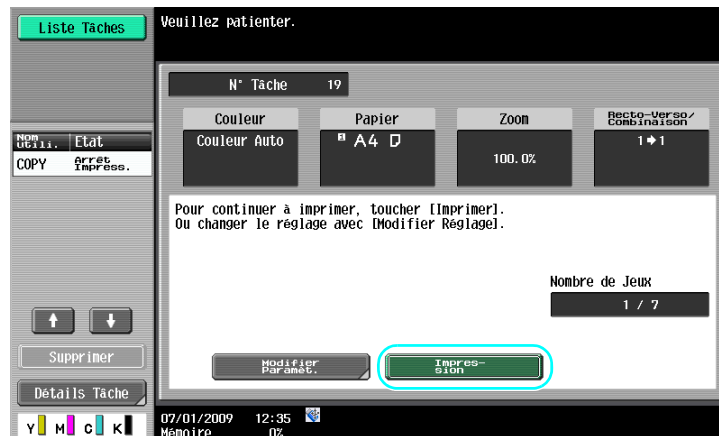 Liste Tâches
Veuillez patienter.
N° Tâche 19
Couleur
Papier
Zoom
Recto-Verso/
Combinaison
Couleur Auto
A4
100.0%
1 1
Nom
Utili.
Etat
COPY
Arrêt
Impress.
Pour continuer à imprimer, toucher [Imprimer].
Ou changer le réglage avec [Modifier Réglage].
Nombre de Jeux
1 / 7
Supprimer
Modifier
Paramèt.
Impres-
sion
Détails Tâche
Y M C K
07/01/2009 12:35
Mémoire 0%